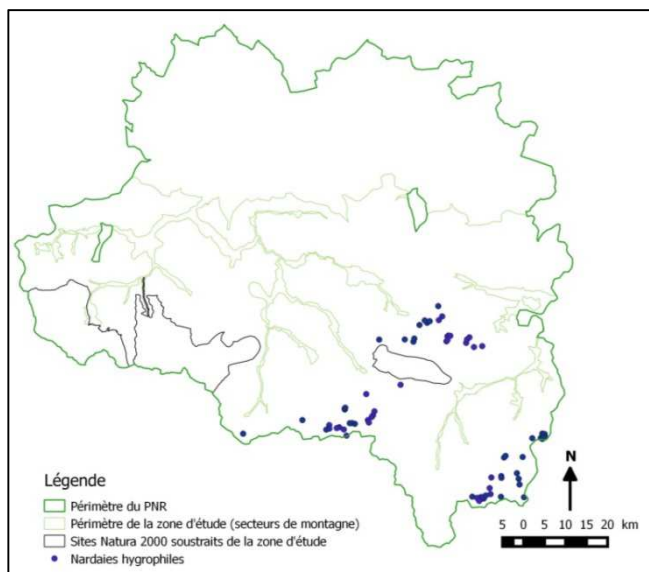 Légende
Périmètre du PNR
Périmètre de la zone d'étude (secteurs de montagne)
Sites Natura 2000 soustraits de la zone d'étude
Nardaies hygrophiles
N
5 0 5 10 15 20 km